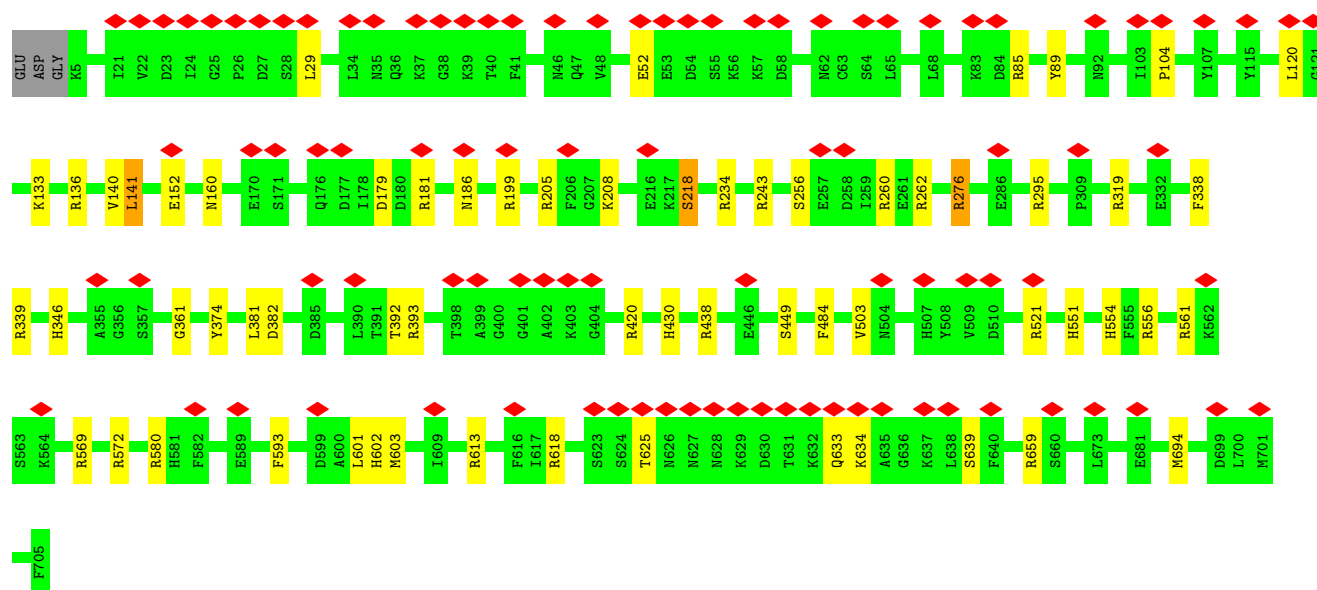 GLU ASP GLY K5 I21 V22 D23 I24 G25 P26 D27 S28 L29 L34 N35 Q36 K37 G38 K39 T40 F41 N46 Q47 V48 E52 E53 D54 S55 K56 K57 D58 N62 C63 S64 L65 L68 K83 D84 R85 Y89 N92 I103 P104 Y107 Y115 L120 G121
K133 R136 V140 L141 E152 N160 E170 S171 Q176 D177 I178 D179 D180 R181 N186 R199 R205 F206 G207 K208 E216 K217 S218 R234 R243 S256 E257 D258 I259 R260 E261 R262 R276 E286 R295 P309 R319 E332 F338
R339 H346 A355 G356 S357 G361 Y374 L381 D382 D385 L390 T391 T392 R393 T398 A399 G400 G401 A402 K403 G404 R420 H430 R438 E446 S449 F484 V503 N504 H507 Y508 V509 D510 R521 H551 H554 F555 R556 R561 K562
S563 K564 R569 R572 R580 H581 F582 E589 F593 D599 A600 L601 H602 M603 I609 R613 F616 I617 R618 S623 S624 T625 N626 N627 N628 K629 D630 T631 K632 Q633 K634 A635 G636 K637 L638 S639 F640 R659 S660 L673 E681 M694 D699 L700 M701
F705